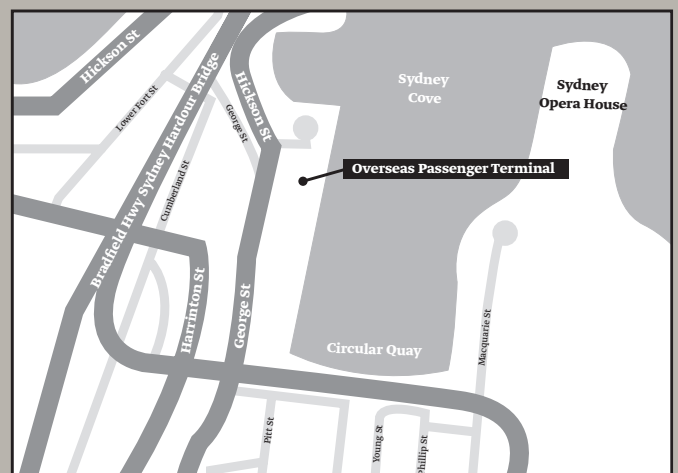 Hickson St
Lower Fort St
Bradfield Hwy Sydney Hardour Bridge
George St
Hickson St
Sydney
Cove
Sydney
Opera House
Cumberland St
Overseas Passenger Terminal
Harrinton St
George St
Circular Quay
Macquarie St
Pitt St
Young St
hillip St